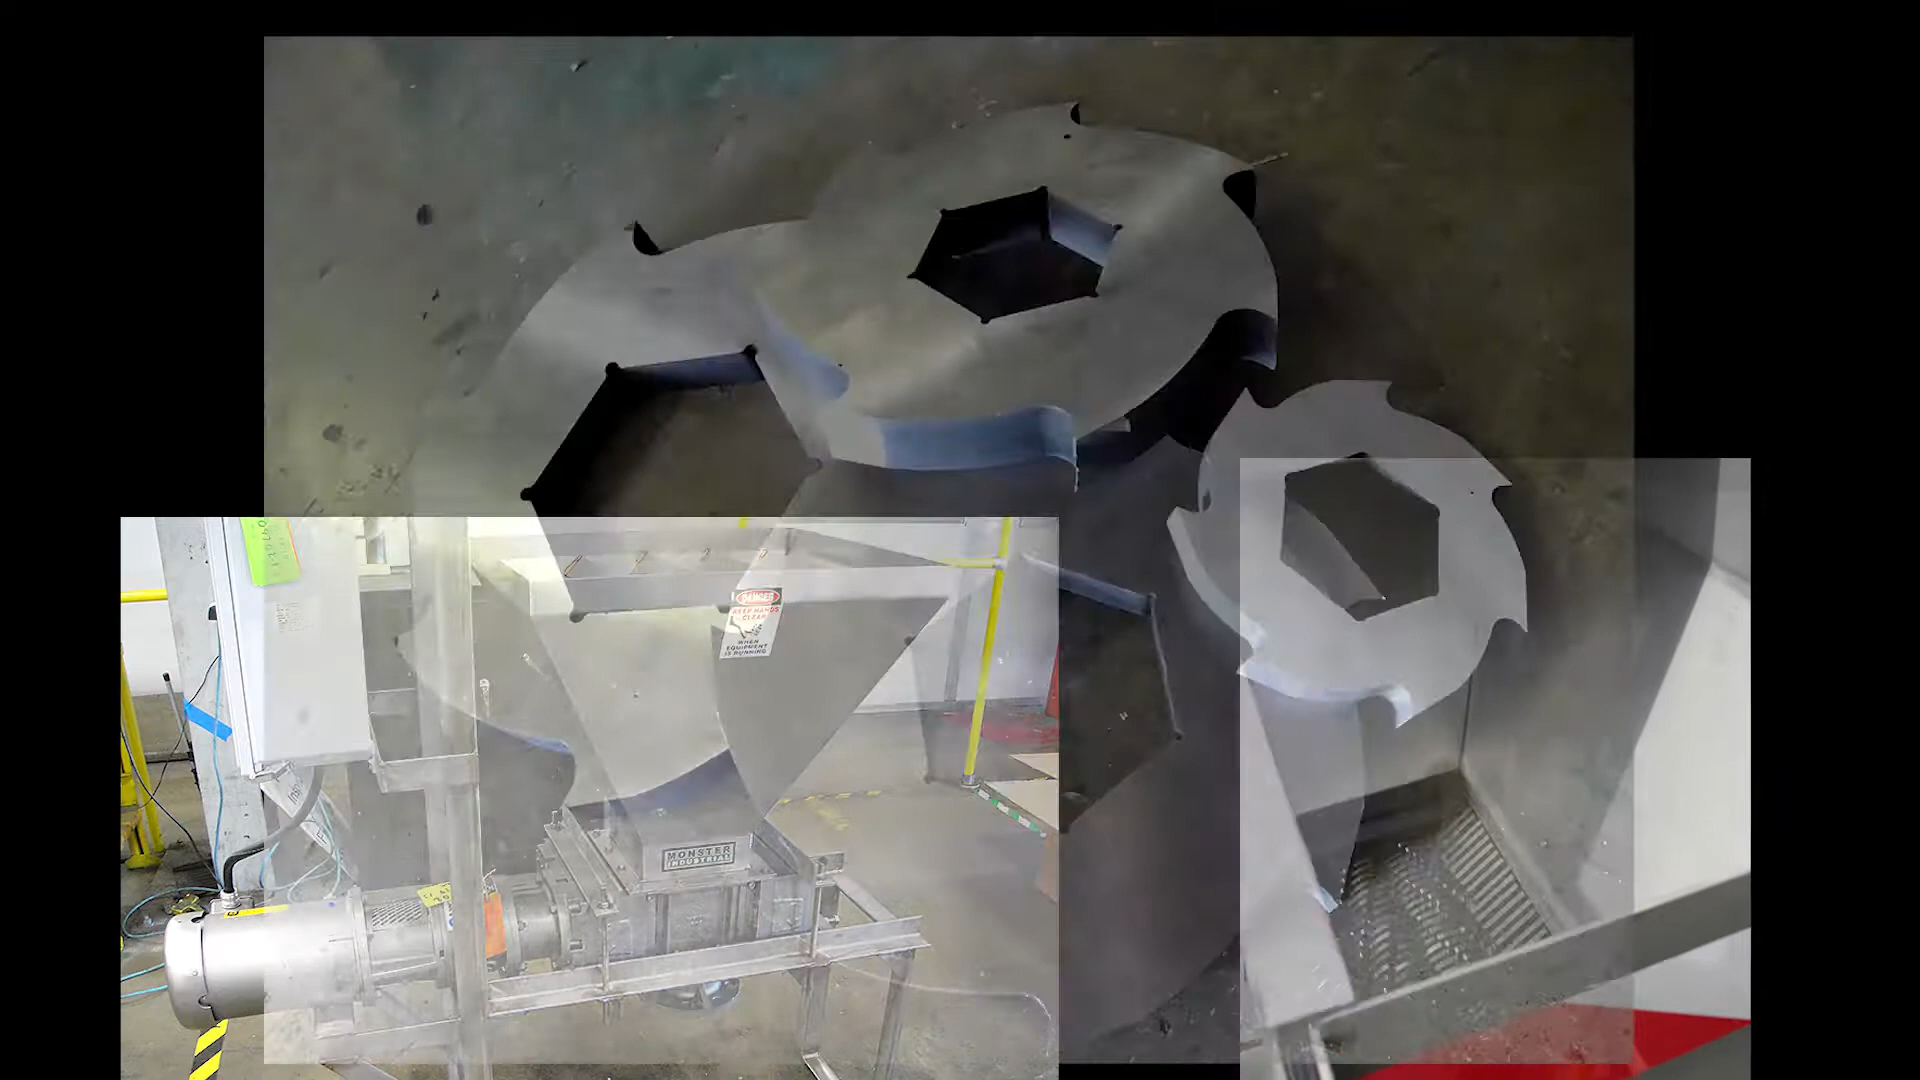 DANGER
KEEP HANDS
CLEAR
WHEN
EQUIPMENT
IS RUNNING
MONSTER
INDUSTRIAL